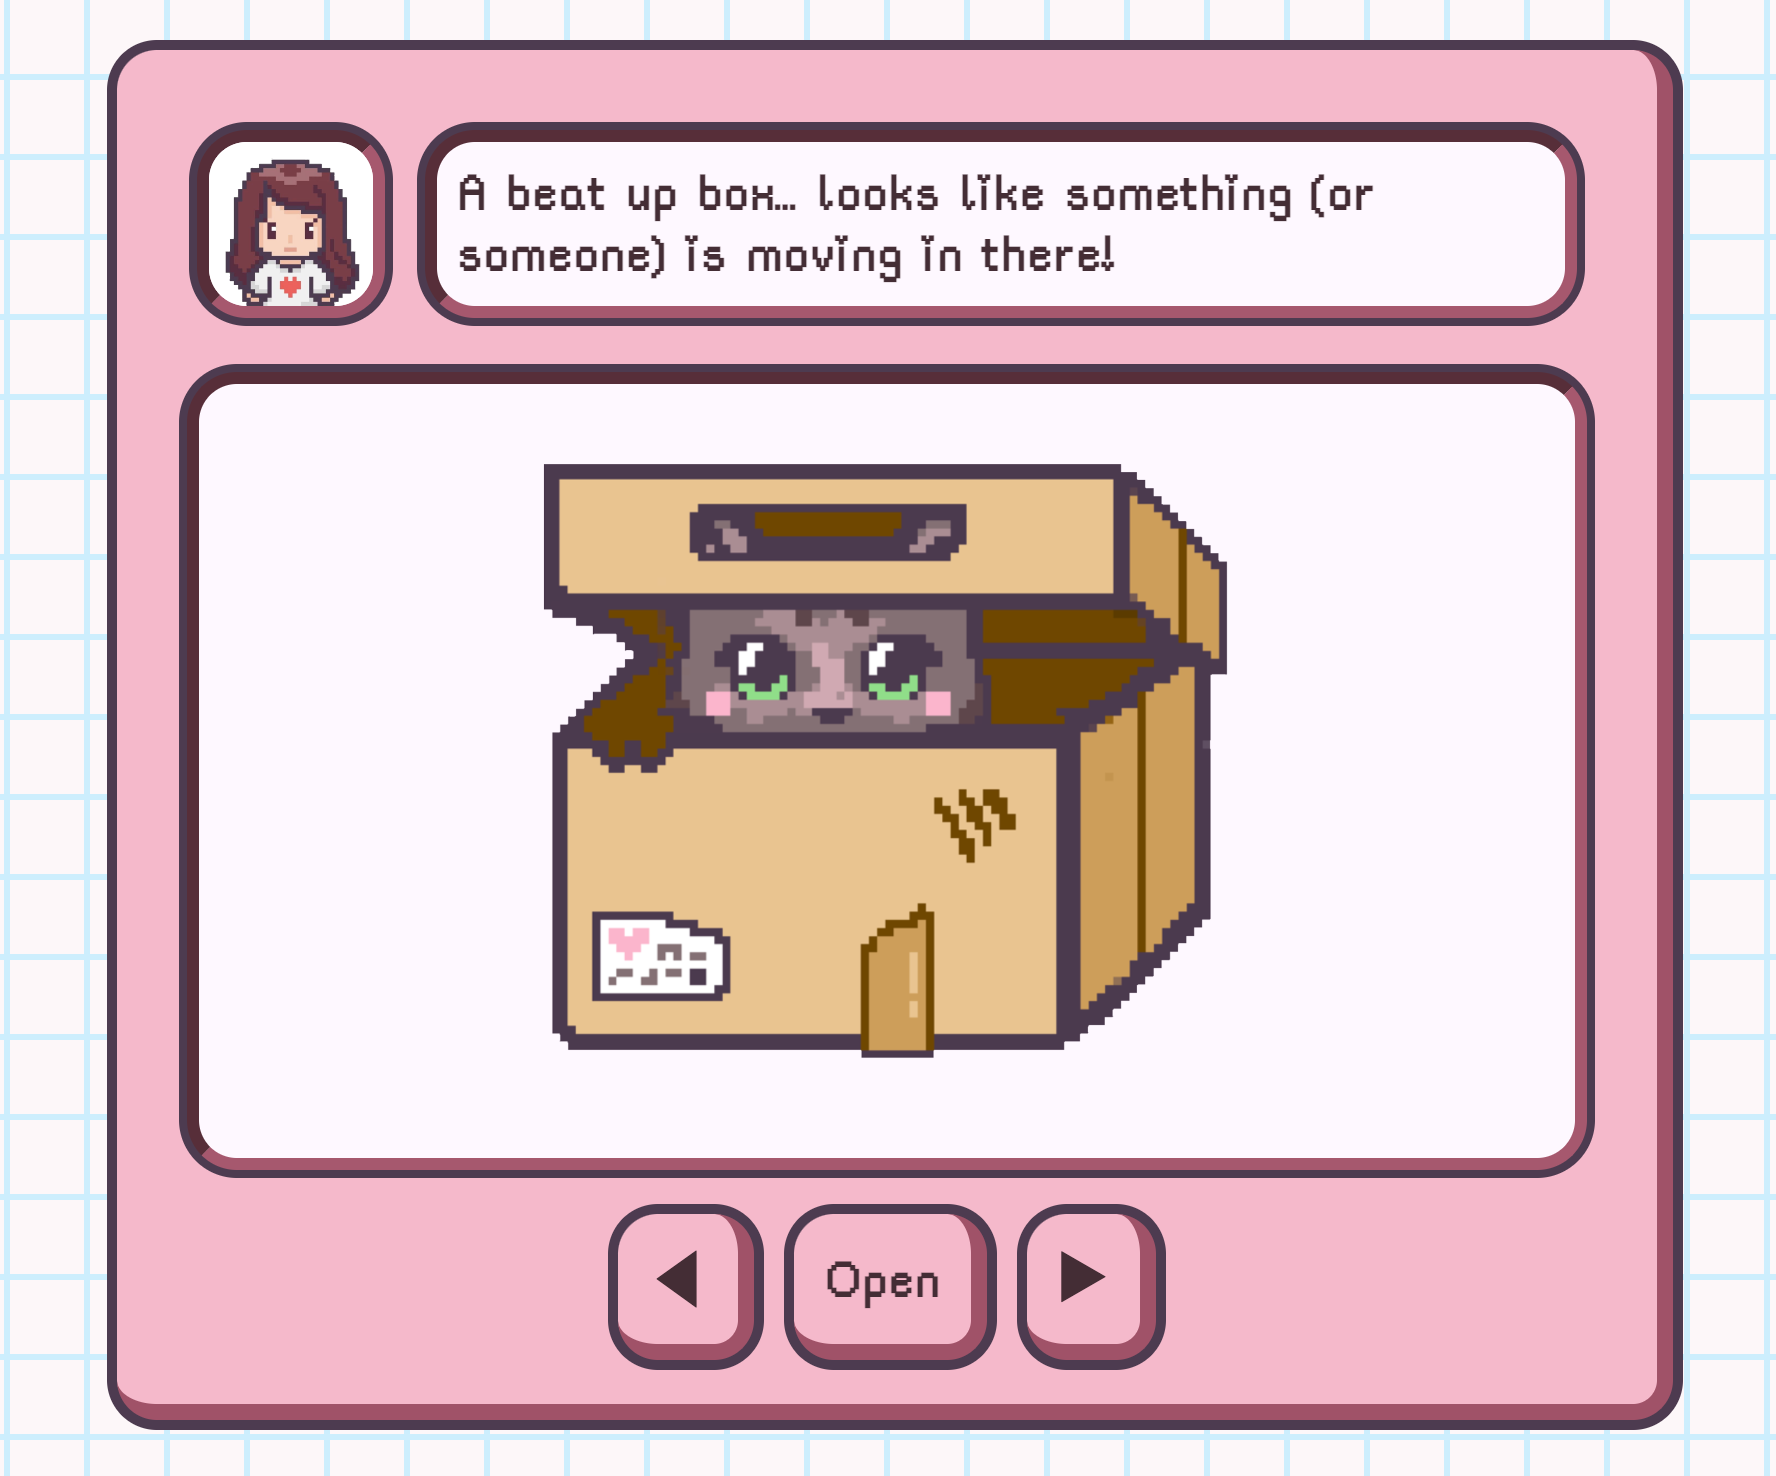 A beat up box... looks like something (or
someone) is moving in there!
Open